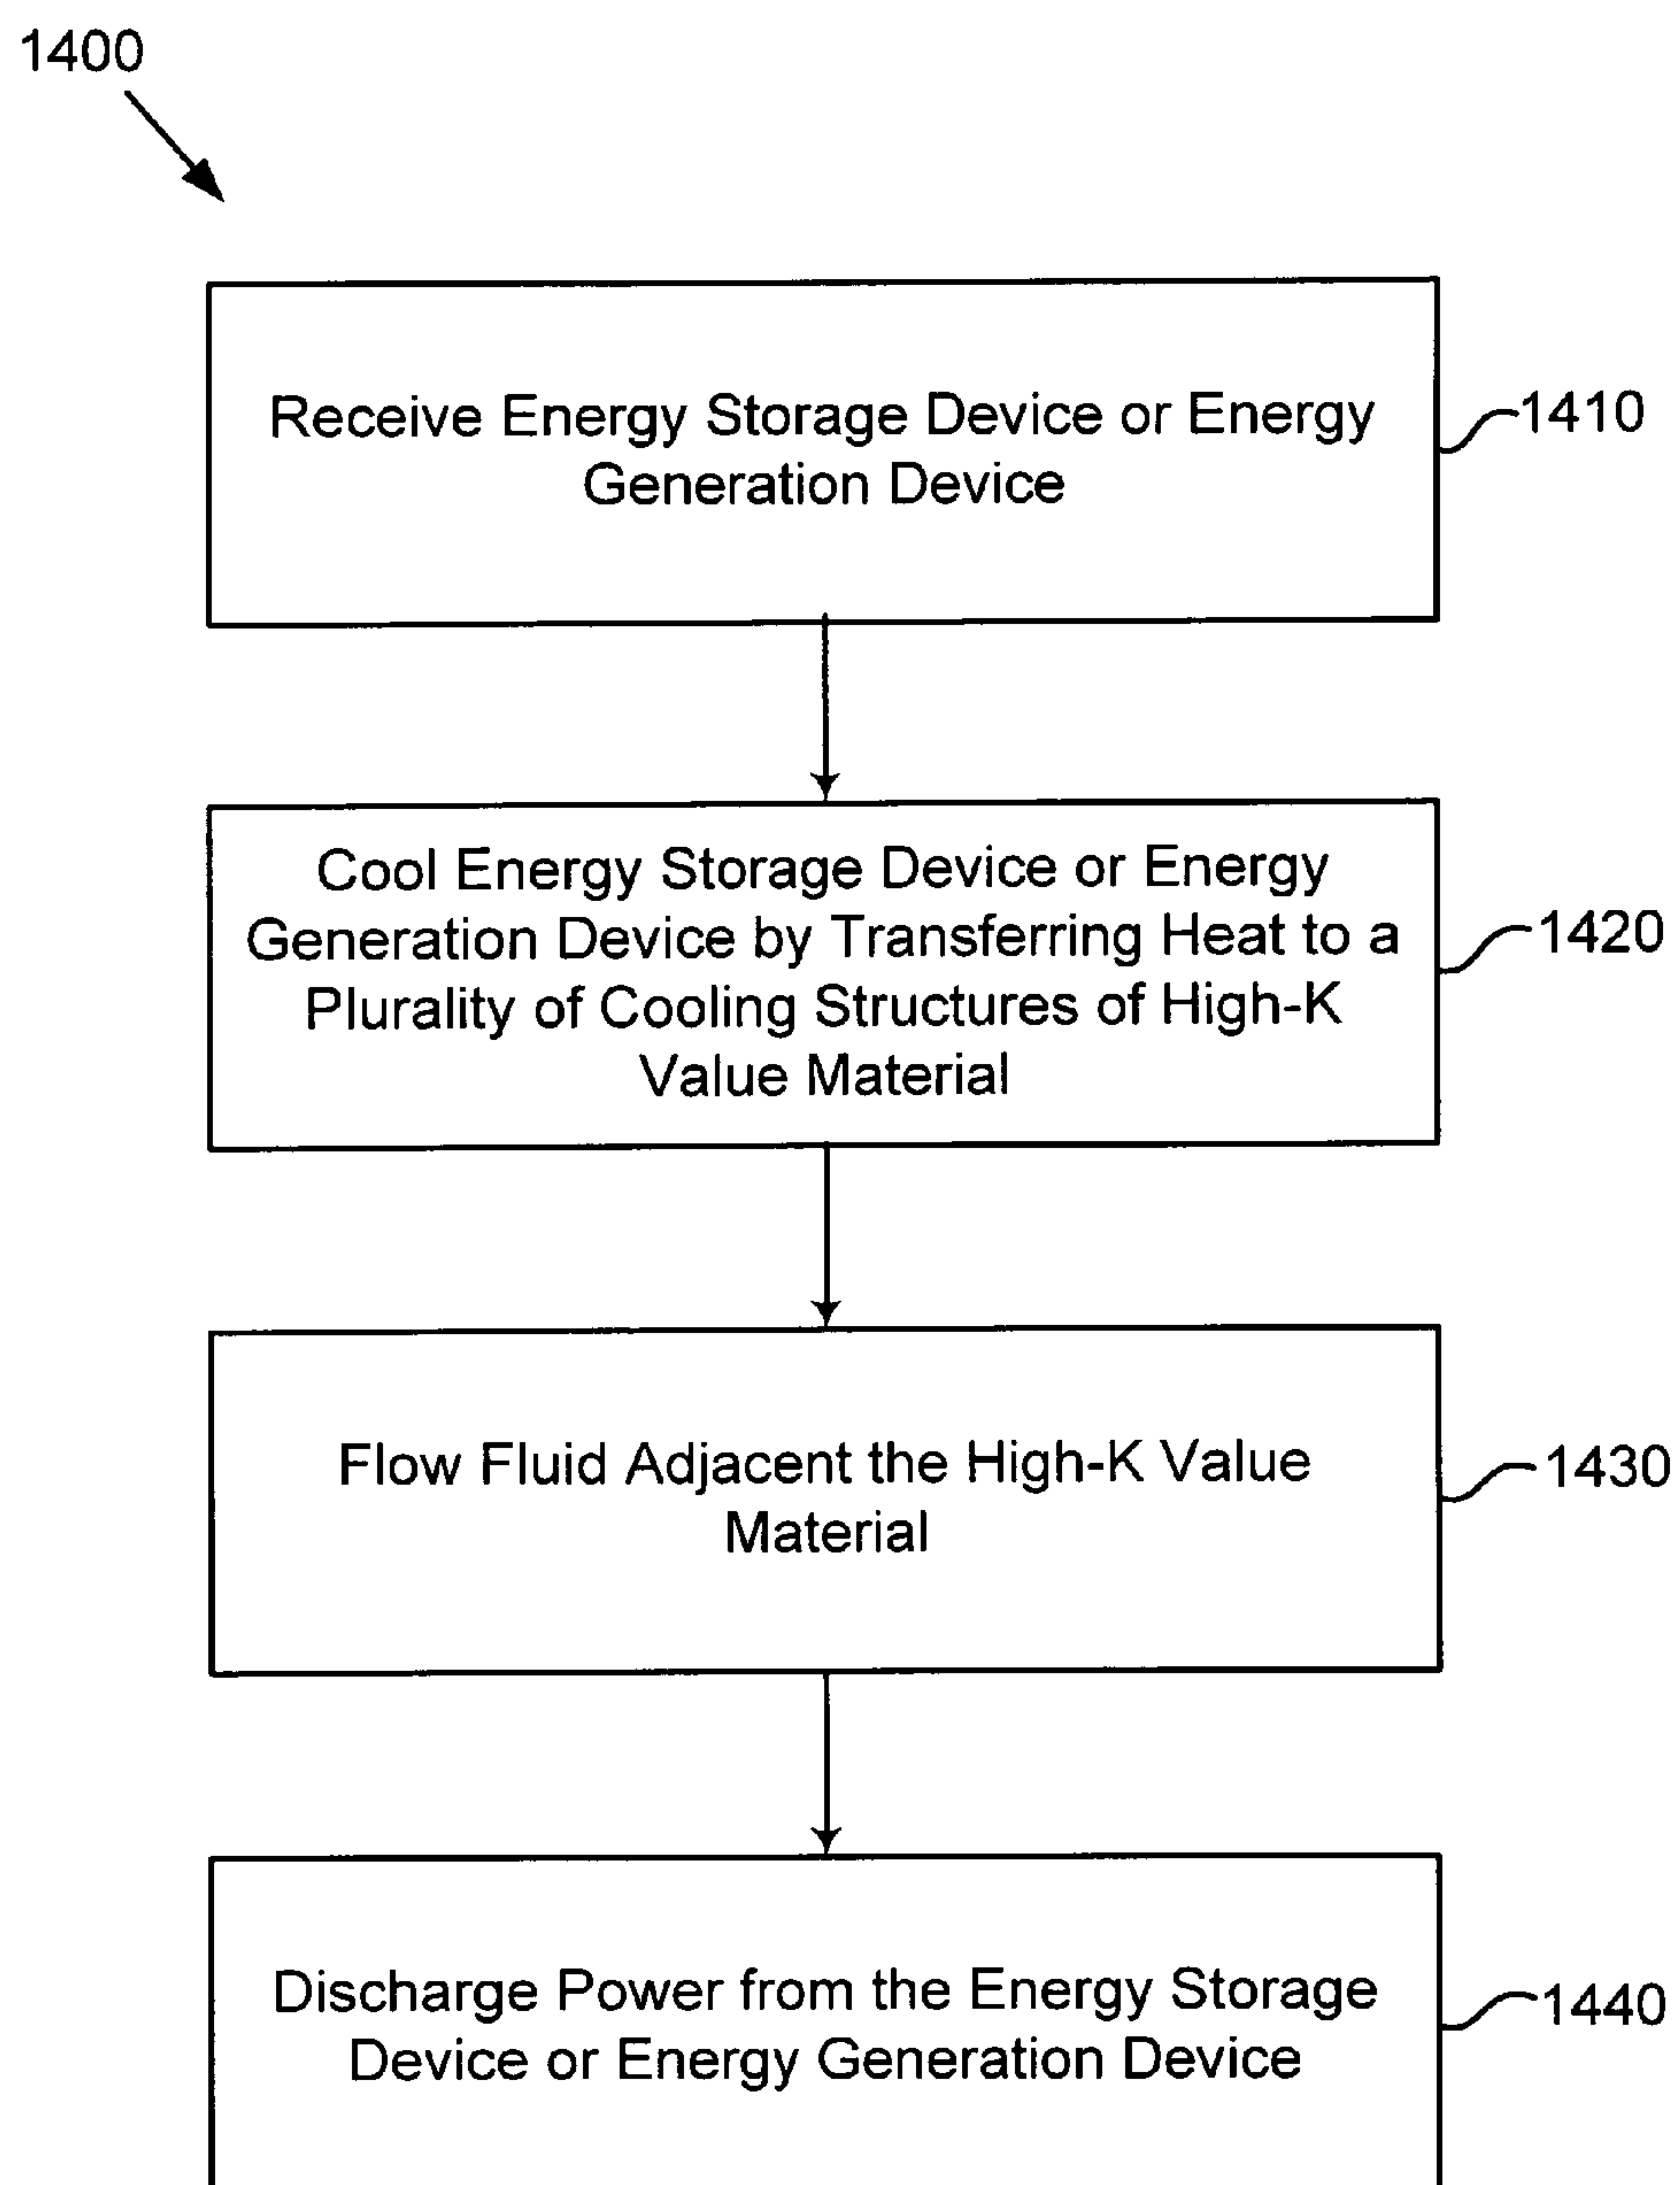 1400
Receive Energy Storage Device or Energy
Generation Device
1410
Cool Energy Storage Device or Energy
Generation Device by Transferring Heat to a
Plurality of Cooling Structures of High-K
Value Material
1420
Flow Fluid Adjacent the High-K Value
Material
1430
Discharge Power from the Energy Storage
Device or Energy Generation Device
1440